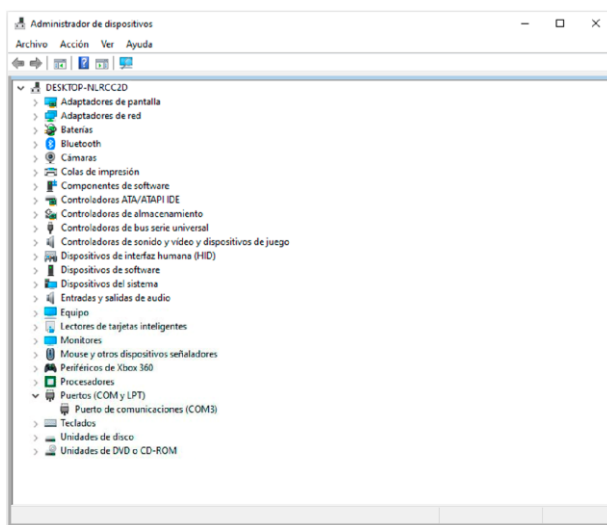 Administrador de dispositivos
Archivo Acción Ver Ayuda
DESKTOP-NLRCC2D
Adaptadores de pantalla
Adaptadores de red
Baterías
Bluetooth
Cámaras
Colas de impresión
Componentes de software
Controladoras ATA/ATAPI IDE
Controladoras de almacenamiento
Controladoras de bus serie universal
Controladoras de sonido y vídeo y dispositivos de juego
Dispositivos de interfaz humana (HID)
Dispositivos de software
Dispositivos del sistema
Entradas y salidas de audio
Equipo
Lectores de tarjetas inteligentes
Monitores
Mouse y otros dispositivos señaladores
Periféricos de Xbox 360
Procesadores
Puertos (COM y LPT)
Puerto de comunicaciones (COM3)
Teclados
Unidades de disco
Unidades de DVD o CD-ROM